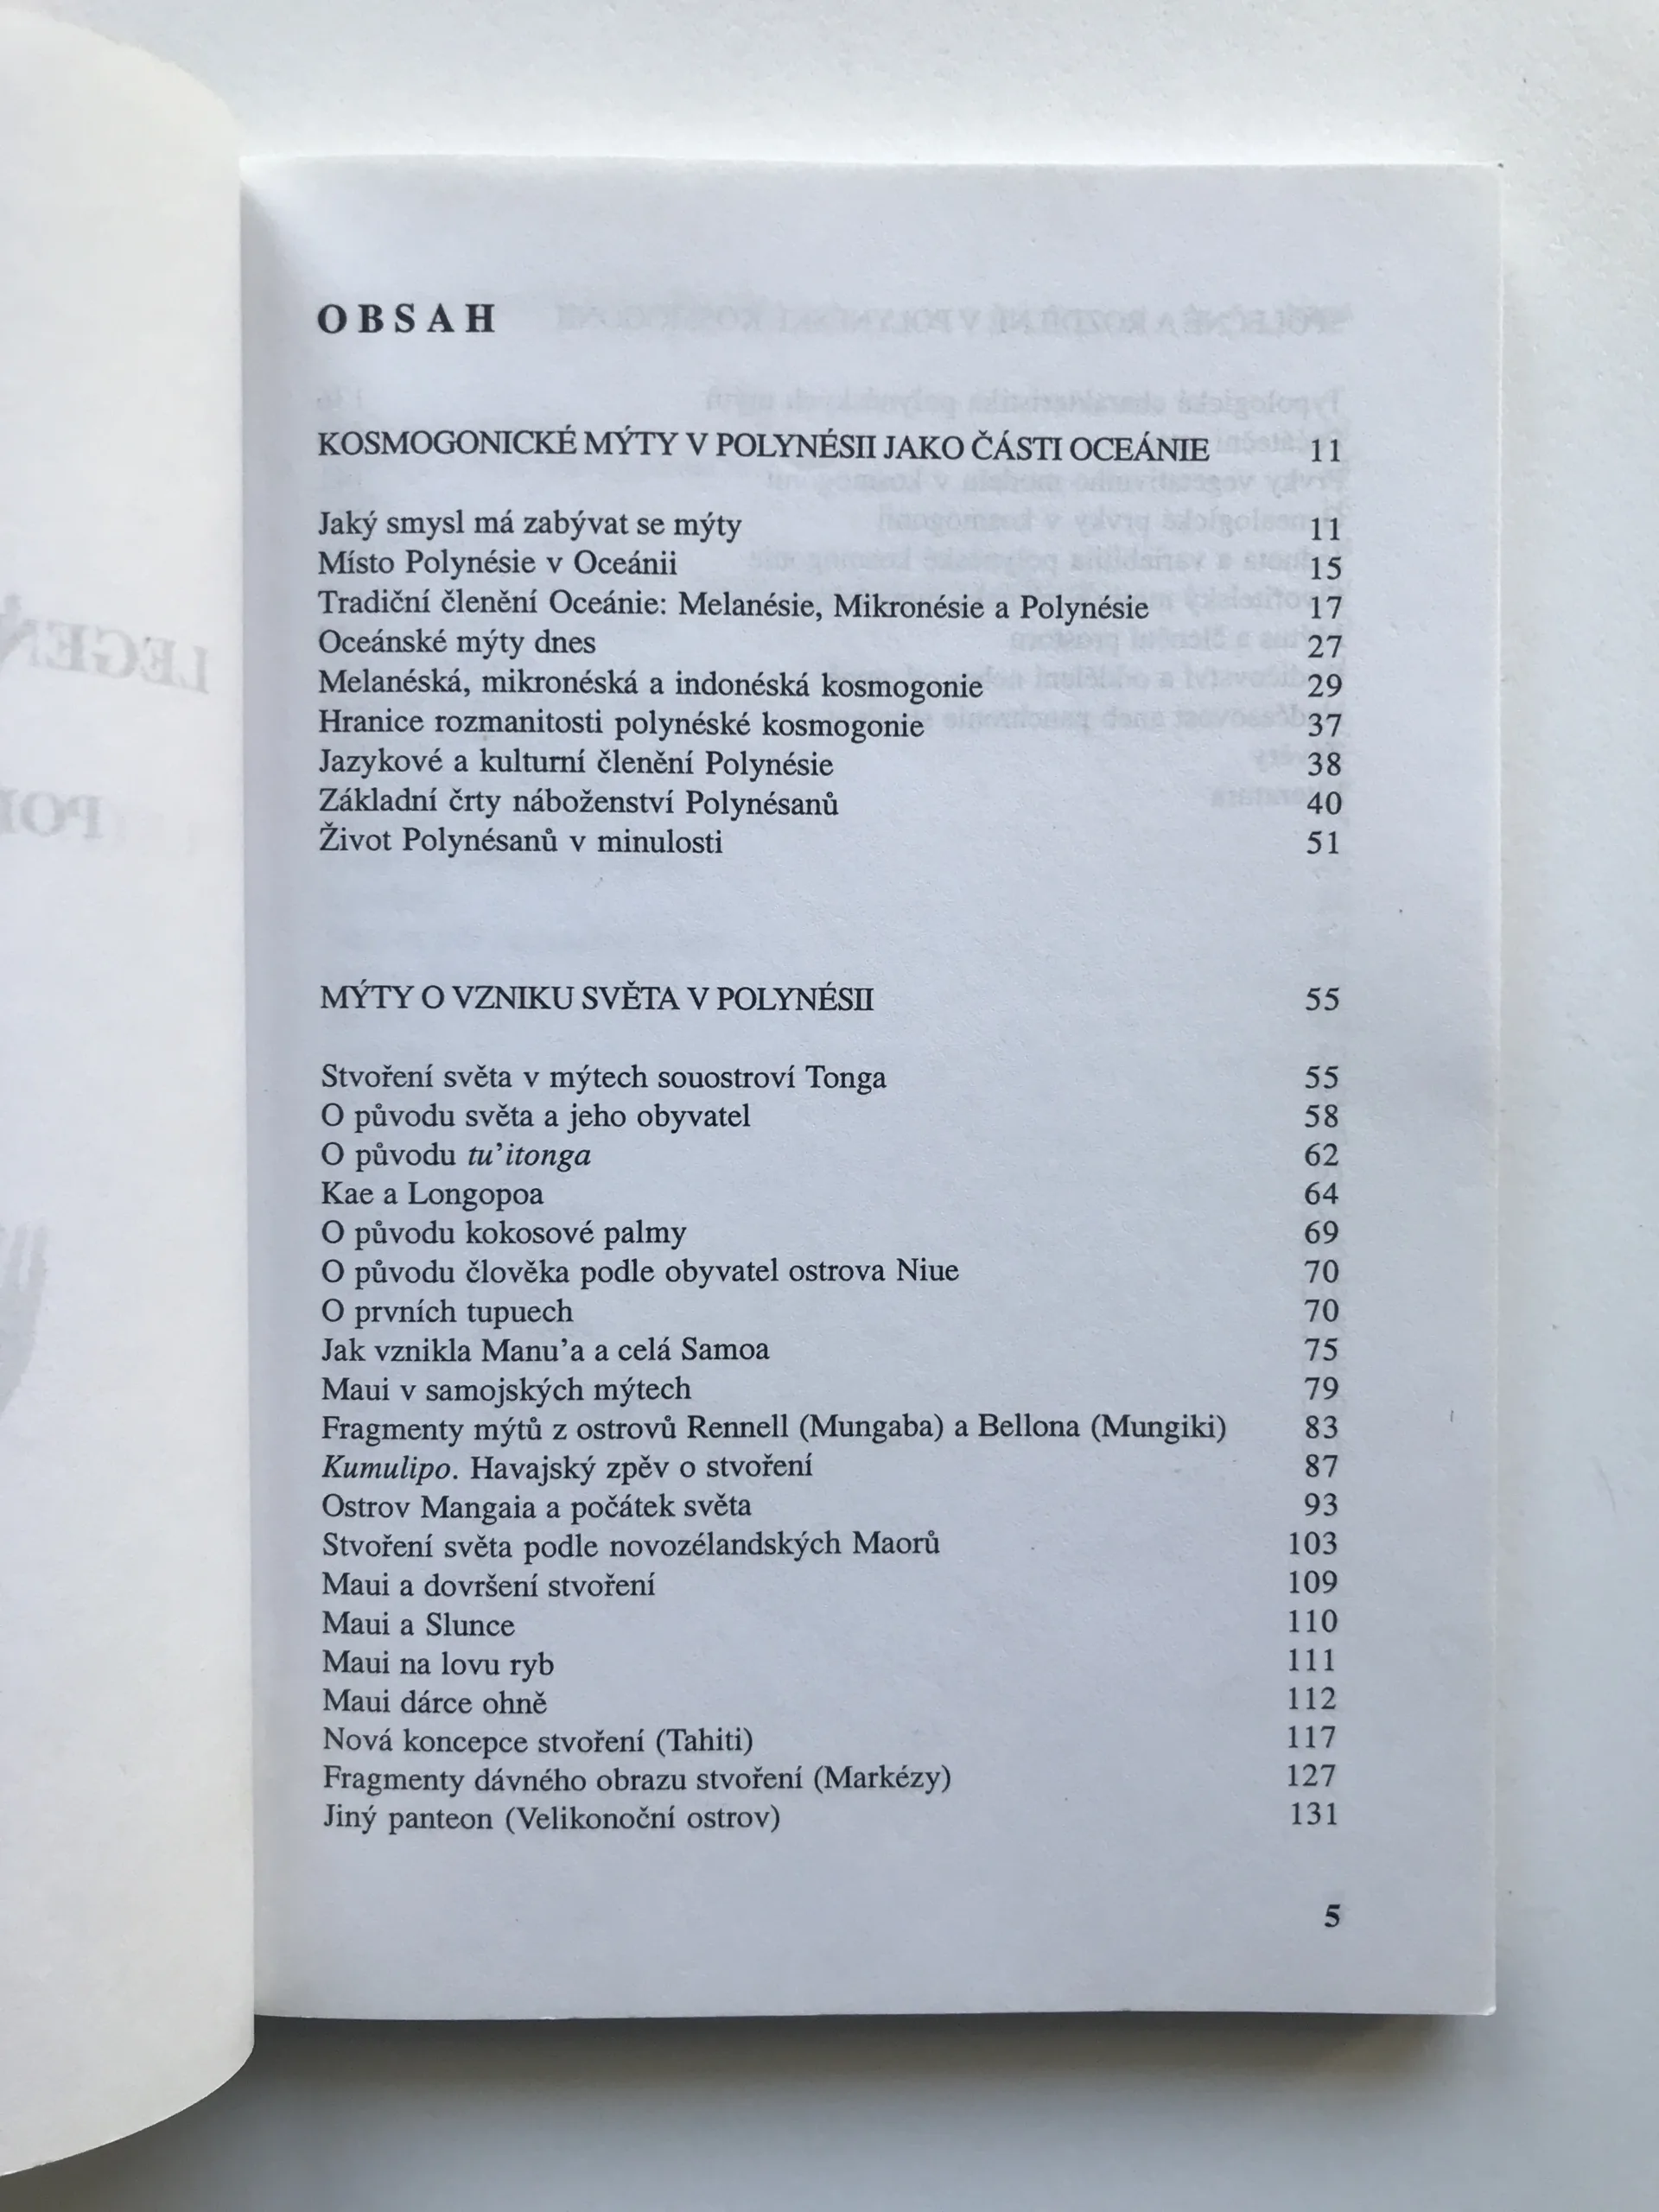 OBSAH
KOSMOGONICKÉ MÝTY V POLYNÉSII JAKO ČÁSTI OCEÁNIE 11
Jaký smysl má zabývat se mýty 11
Místo Polynésie v Oceánii 15
Tradiční členění Oceánie: Melanésie, Mikronésie a Polynésie 17
Oceánské mýty dnes 27
Melanéská, mikronéská a indonéská kosmogonie 29
Hranice rozmanitosti polynéské kosmogonie 37
Jazykové a kulturní členění Polynésie 38
Základní črty náboženství Polynésanů 40
Život Polynésanů v minulosti 51
MÝTY O VZNIKU SVĚTA V POLYNÉSII 55
Stvoření světa v mýtech souostroví Tonga 55
O původu světa a jeho obyvatel 58
O původu tu’itonga 62
Kae a Longopoa 64
O původu kokosové palmy 69
O původu člověka podle obyvatel ostrova Niue 70
O prvních tupuech 70
Jak vznikla Manu’a a celá Samoa 75
Maui v samojských mýtech 79
Fragmenty mýtů z ostrovů Rennell (Mungaba) a Bellona (Mungiki) 83
Kumulipo. Havajský zpěv o stvoření 87
Ostrov Mangaia a počátek světa 93
Stvoření světa podle novozélandských Maorů 103
Maui a dovršení stvoření 109
Maui a Slunce 110
Maui na lovu ryb 111
Maui dárce ohně 112
Nová koncepce stvoření (Tahiti) 117
Fragmenty dávného obrazu stvoření (Markézy) 127
Jiný panteon (Velikonoční ostrov) 131
5